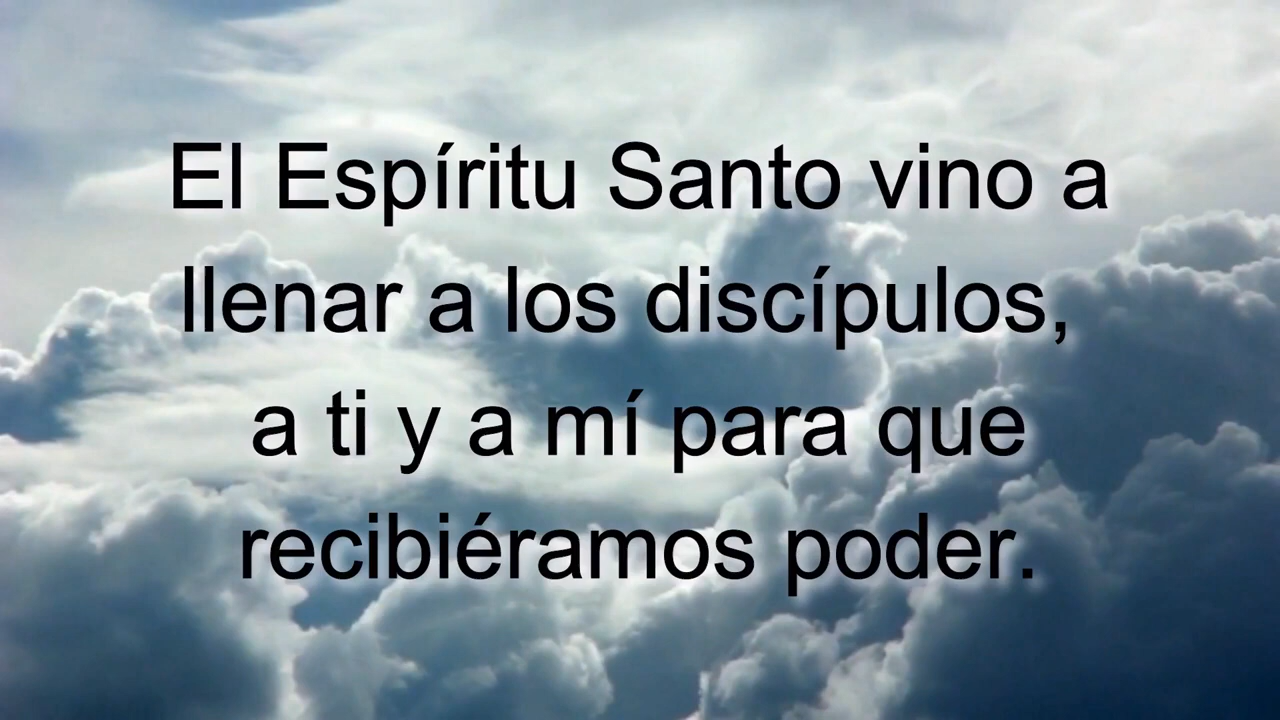 El Espíritu Santo vino a
llenar a los discípulos,
a ti y a mí para que
recibiéramos poder.